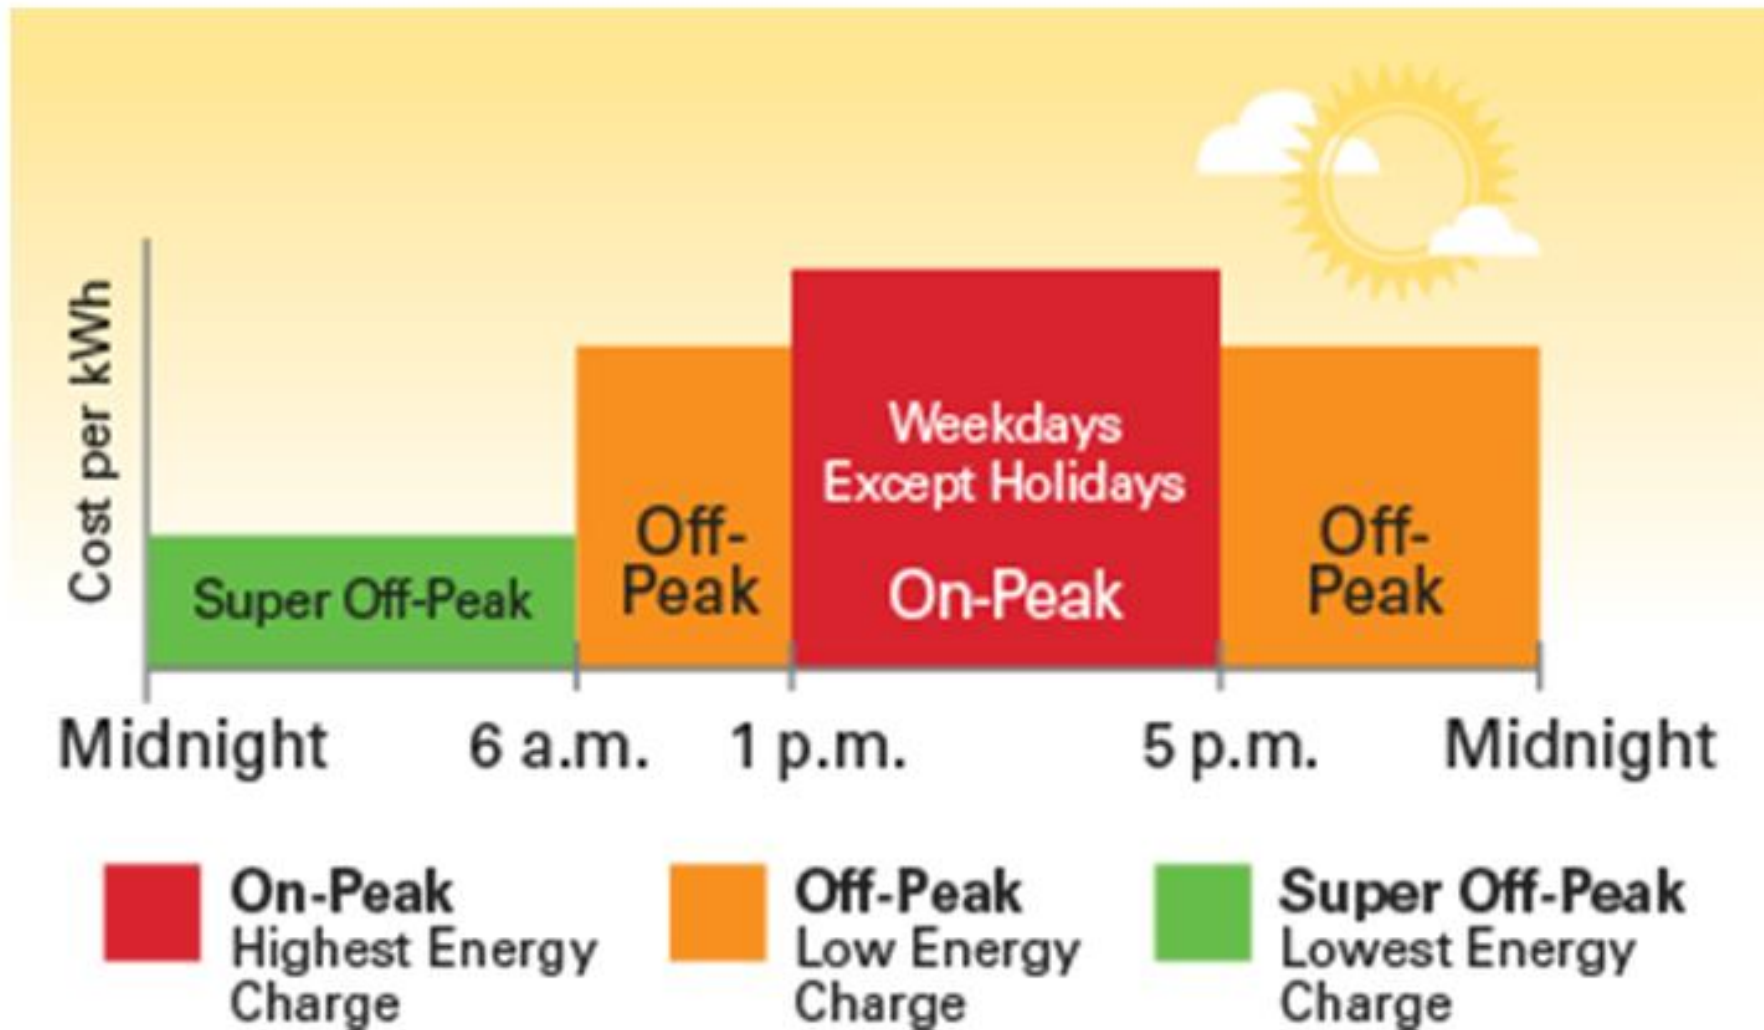 Cost per kWh
Super Off-Peak
Off-
Peak
Weekdays
Except Holidays
On-Peak
Off-
Peak
Midnight
6 a.m.
1 p.m.
5 p.m.
Midnight
On-Peak
Highest Energy
Charge
Off-Peak
Low Energy
Charge
Super Off-Peak
Lowest Energy
Charge